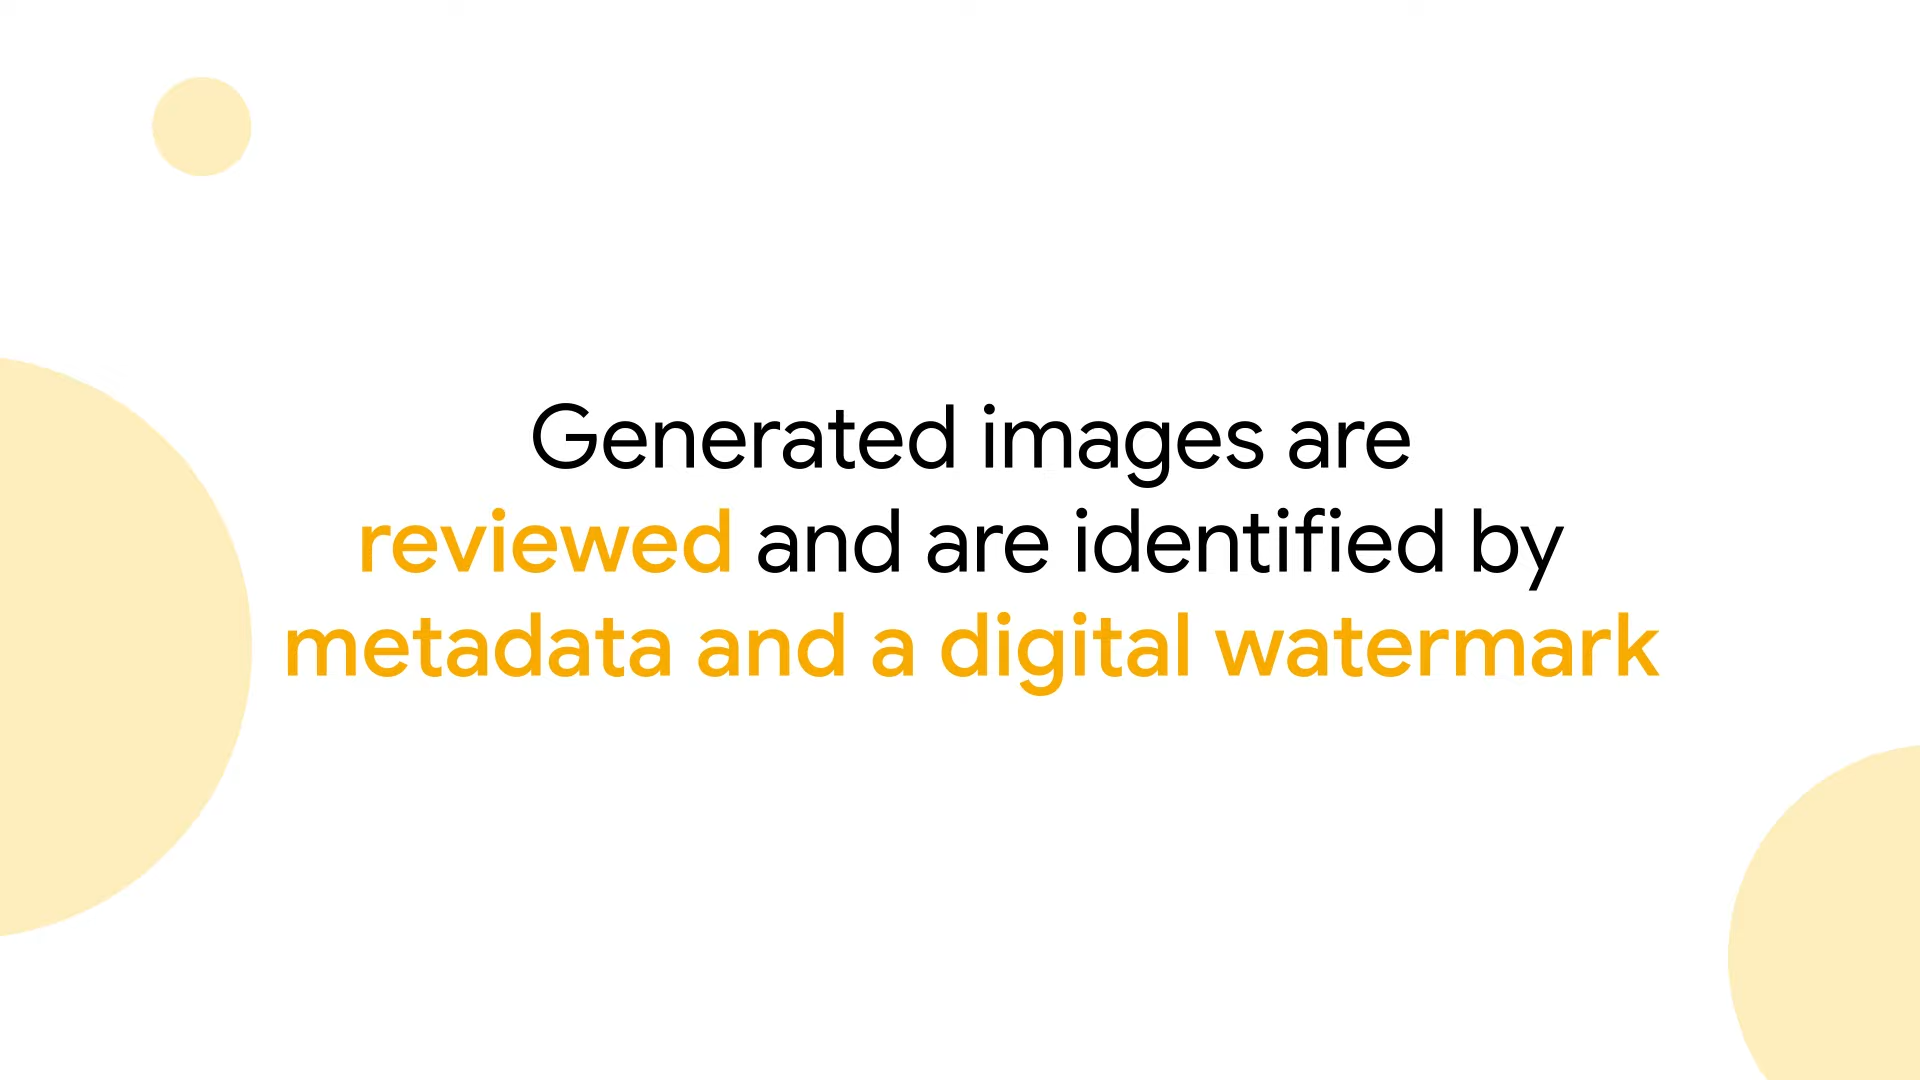 Generated images are
reviewed and are identified by
metadata and a digital watermark